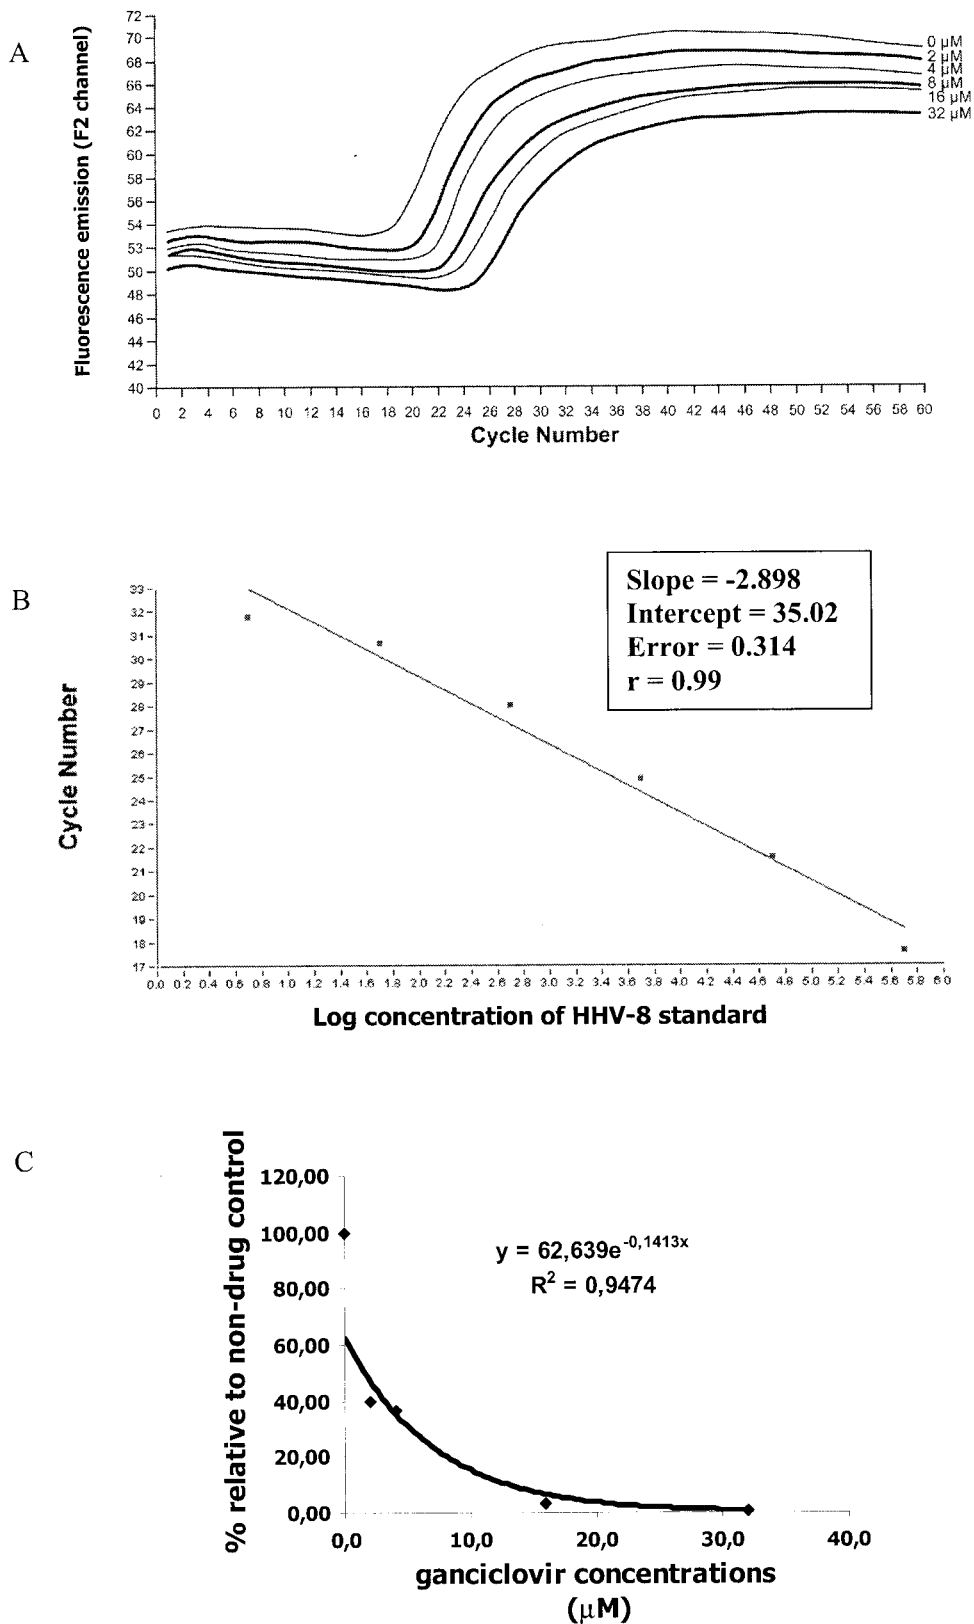 A
72
70
68
66
64
62
60
58
56
54
53
50
48
46
44
42
40
Fluorescence emission (F2 channel)
0 µM
2 µM
4 µM
8 µM
16 µM
32 µM
0 2 4 6 8 10 12 14 16 18 20 22 24 26 28 30 32 34 36 38 40 42 44 46 48 50 52 54 56 58 60
Cycle Number
B
Slope = -2.898
Intercept = 35.02
Error = 0.314
r = 0.99
33
32
31
30
29
28
26
25
24
22
21
20
19
18
17
Cycle Number
0.0 0.2 0.4 0.6 0.8 1.0 1.2 1.4 1.6 1.8 2.0 2.2 2.4 2.6 2.8 3.0 3.2 3.4 3.6 3.8 4.0 4.2 4.4 4.6 4.8 5.0 5.2 5.4 5.6 5.8 6.0
Log concentration of HHV-8 standard
C
120,00
100,00
80,00
60,00
40,00
20,00
0,00
% relative to non-drug control
y = 62,639e^-0,1413x
R² = 0,9474
0,0 10,0 20,0 30,0 40,0
ganciclovir concentrations
(µM)